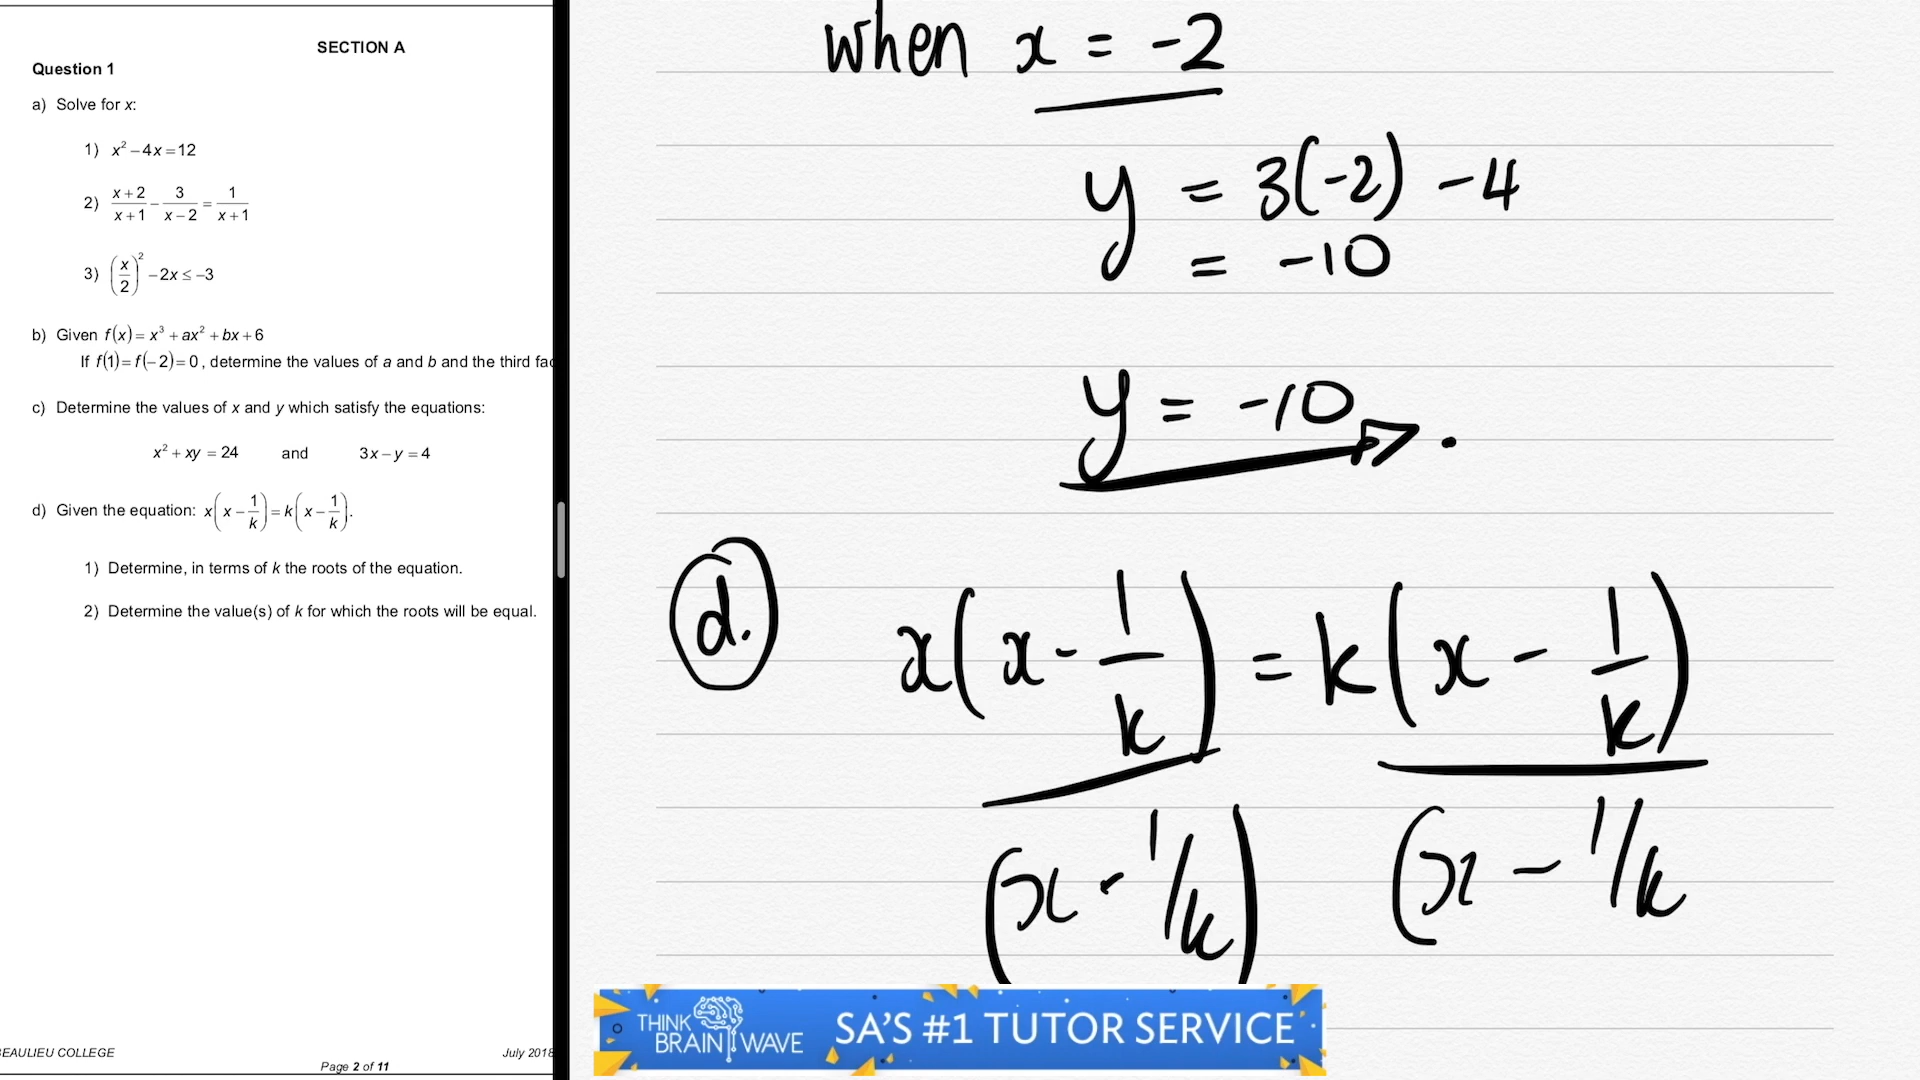 SECTION A
Question 1
a) Solve for x:
1) x² – 4x = 12
2) (x + 2)/(x + 1) – 3/(x – 2) = 1/(x + 1)
3) (x/2)² – 2x ≤ –3
b) Given f(x) = x³ + ax² + bx + 6
If f(1) = f(–2) = 0, determine the values of a and b and the third
c) Determine the values of x and y which satisfy the equations:
x² + xy = 24 and 3x – y = 4
d) Given the equation: x(x – 1/k) = k(x – 1/k).
1) Determine, in terms of k the roots of the equation.
2) Determine the value(s) of k for which the roots will be equal.
EAULIEU COLLEGE
July 2018
Page 2 of 11
when x = -2
y = 3(-2) - 4
= -10
y = -10
d. x(x - 1/k) = k(x - 1/k)
(x - 1/k) (x - 1/k
THINK BRAIN WAVE
SA'S #1 TUTOR SERVICE